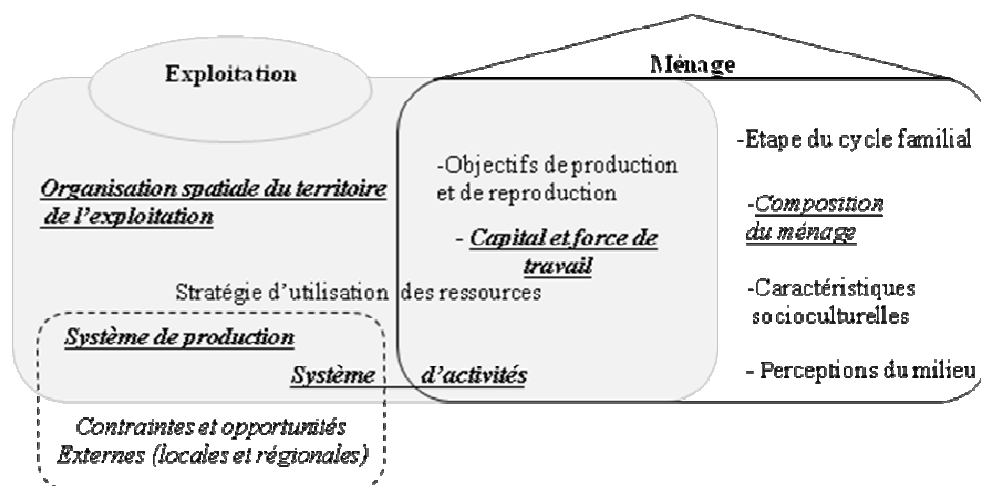 Exploitation
Ménage
-Etape du cycle familial
-Objectifs de production
et de reproduction
Organisation spatiale du territoire
de l’exploitation
-Composition
du ménage
- Capital et force de
travail
Stratégie d’utilisation des ressources
-Caractéristiques
socioculturelles
Système de production
Système d’activités
- Perceptions du milieu
Contraintes et opportunités
Externes (locales et régionales)